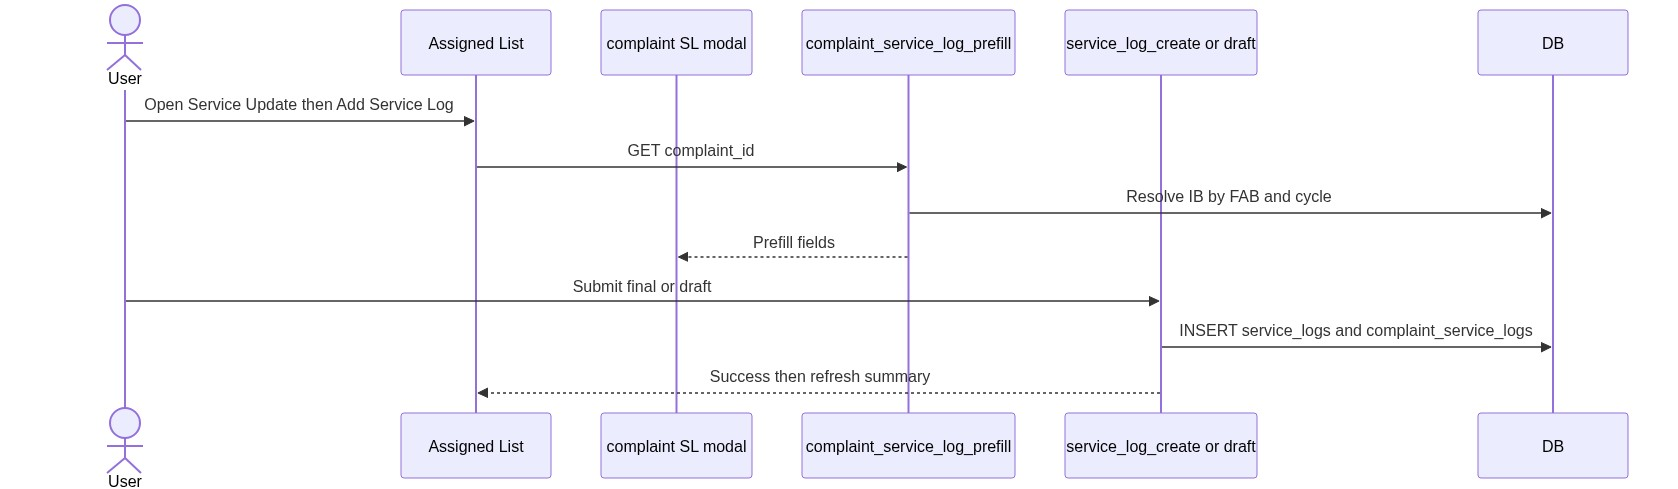 User
Assigned List
complaint SL modal
complaint_service_log_prefill
service_log_create or draft
DB
Open Service Update then Add Service Log
GET complaint_id
Resolve IB by FAB and cycle
Prefill fields
Submit final or draft
INSERT service_logs and complaint_service_logs
Success then refresh summary
User
Assigned List
complaint SL modal
complaint_service_log_prefill
service_log_create or draft
DB